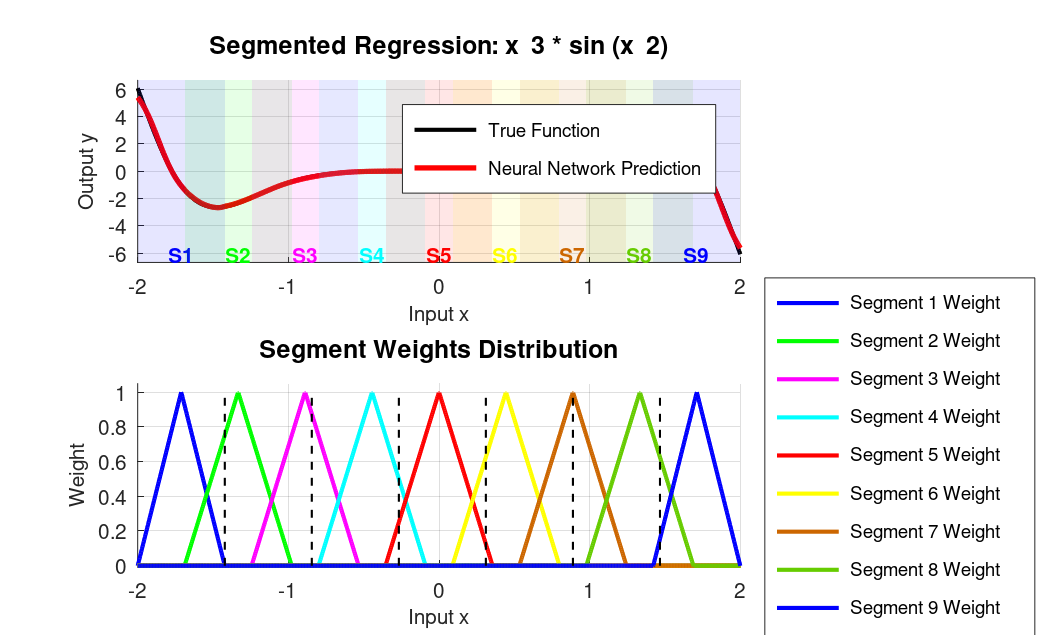 Segmented Regression: x 3 * sin (x 2)
Output y
6
4
2
0
-2
-4
-6
True Function
Neural Network Prediction
S1 S2 S3 S4 S5 S6 S7 S8 S9
-2 -1 0 1 2
Input x
Segment Weights Distribution
Weight
1
0.8
0.6
0.4
0.2
0
-2 -1 0 1 2
Input x
Segment 1 Weight
Segment 2 Weight
Segment 3 Weight
Segment 4 Weight
Segment 5 Weight
Segment 6 Weight
Segment 7 Weight
Segment 8 Weight
Segment 9 Weight